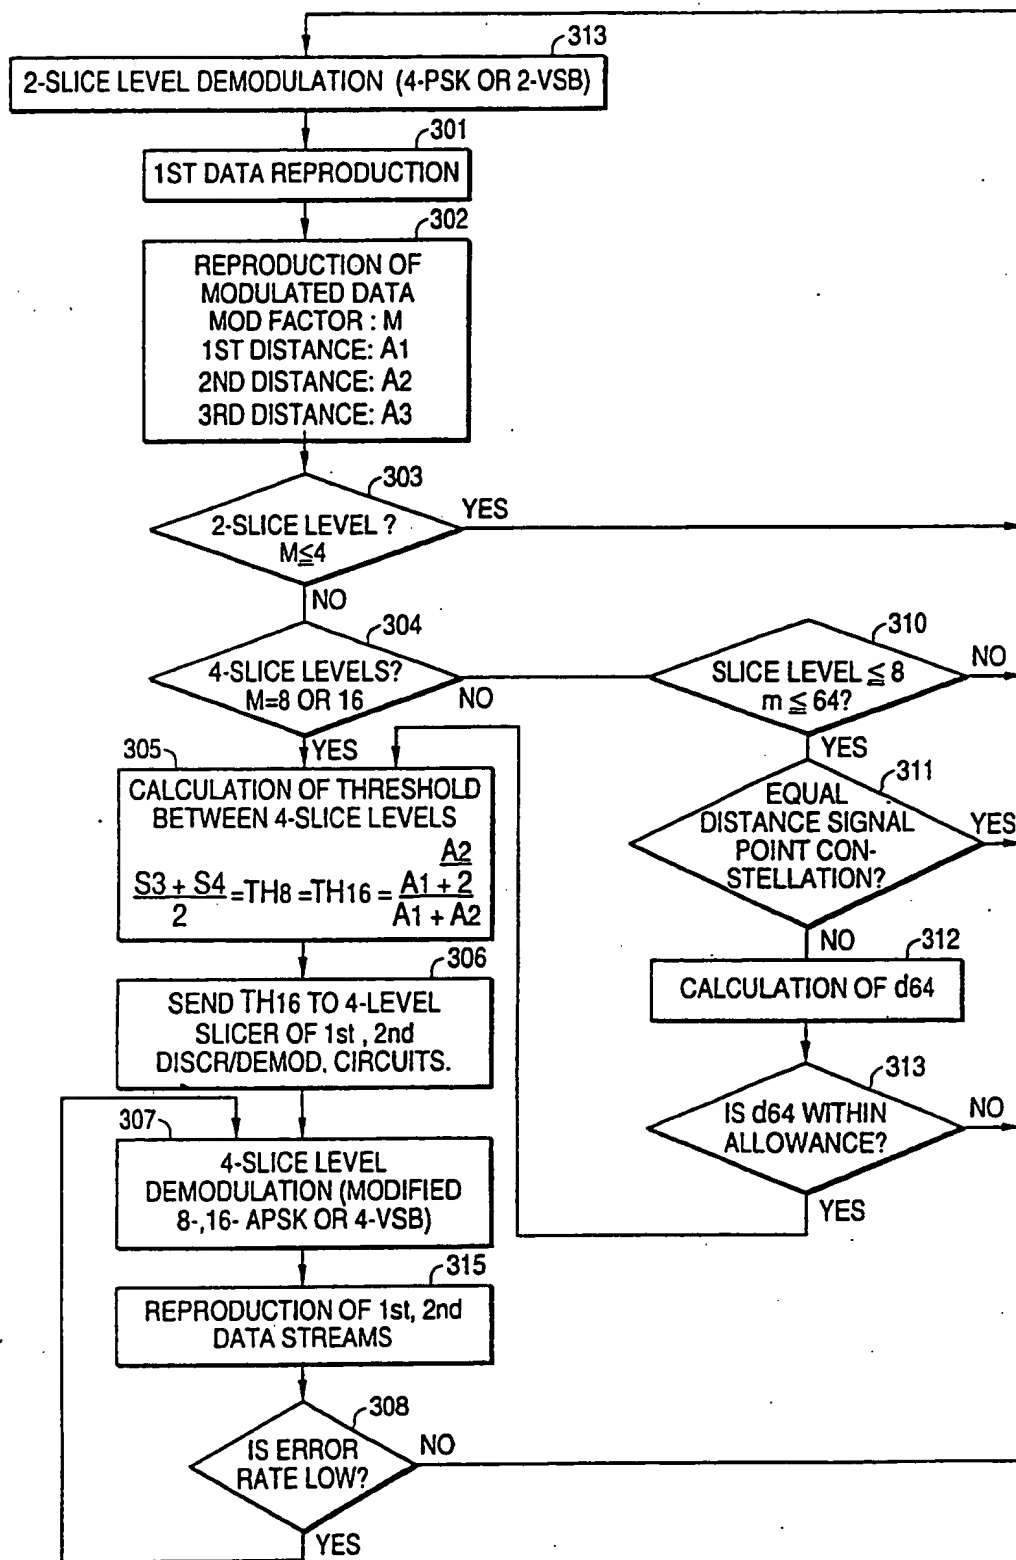 313
2-SLICE LEVEL DEMODULATION (4-PSK OR 2-VSB)
301
1ST DATA REPRODUCTION
302
REPRODUCTION OF
MODULATED DATA
MOD FACTOR : M
1ST DISTANCE: A1
2ND DISTANCE: A2
3RD DISTANCE: A3
303
2-SLICE LEVEL ?
M≦4
YES
NO
304
4-SLICE LEVELS?
M=8 OR 16
NO
YES
310
SLICE LEVEL ≦ 8
m ≦ 64?
NO
YES
305
CALCULATION OF THRESHOLD
BETWEEN 4-SLICE LEVELS
A2
S3 + S4 A1 + 2
=TH8 =TH16 =
2 A1 + A2
311
EQUAL
DISTANCE SIGNAL
POINT CON-
STELLATION?
YES
NO
306
SEND TH16 TO 4-LEVEL
SLICER OF 1st , 2nd
DISCR/DEMOD. CIRCUITS.
312
CALCULATION OF d64
313
IS d64 WITHIN
ALLOWANCE?
NO
YES
307
4-SLICE LEVEL
DEMODULATION (MODIFIED
8-,16- APSK OR 4-VSB)
315
REPRODUCTION OF 1st, 2nd
DATA STREAMS
308
IS ERROR
RATE LOW?
NO
YES